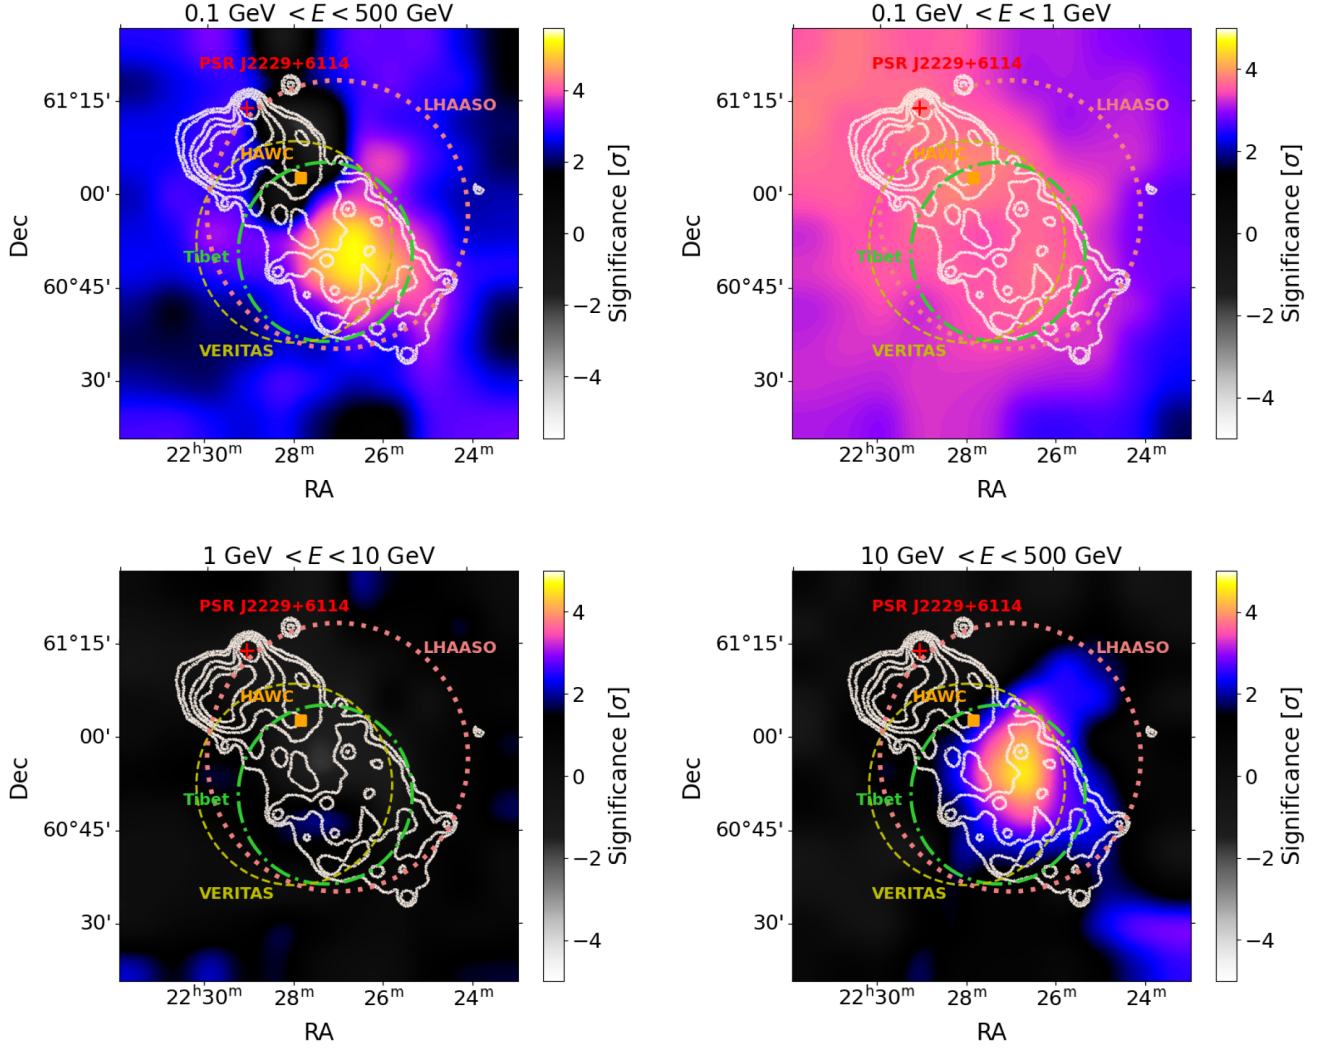 0.1 GeV < E < 500 GeV
PSR J2229+6114
LHAASO
HAWC
Tibet
VERITAS
61°15'
00'
60°45'
30'
Dec
22ʰ30ᵐ 28ᵐ 26ᵐ 24ᵐ
RA
4
2
0
−2
−4
Significance [σ]
0.1 GeV < E < 1 GeV
PSR J2229+6114
LHAASO
HAWC
Tibet
VERITAS
61°15'
00'
60°45'
30'
Dec
22ʰ30ᵐ 28ᵐ 26ᵐ 24ᵐ
RA
4
2
0
−2
−4
Significance [σ]
1 GeV < E < 10 GeV
PSR J2229+6114
LHAASO
HAWC
Tibet
VERITAS
61°15'
00'
60°45'
30'
Dec
22ʰ30ᵐ 28ᵐ 26ᵐ 24ᵐ
RA
4
2
0
−2
−4
Significance [σ]
10 GeV < E < 500 GeV
PSR J2229+6114
LHAASO
HAWC
Tibet
VERITAS
61°15'
00'
60°45'
30'
Dec
22ʰ30ᵐ 28ᵐ 26ᵐ 24ᵐ
RA
4
2
0
−2
−4
Significance [σ]